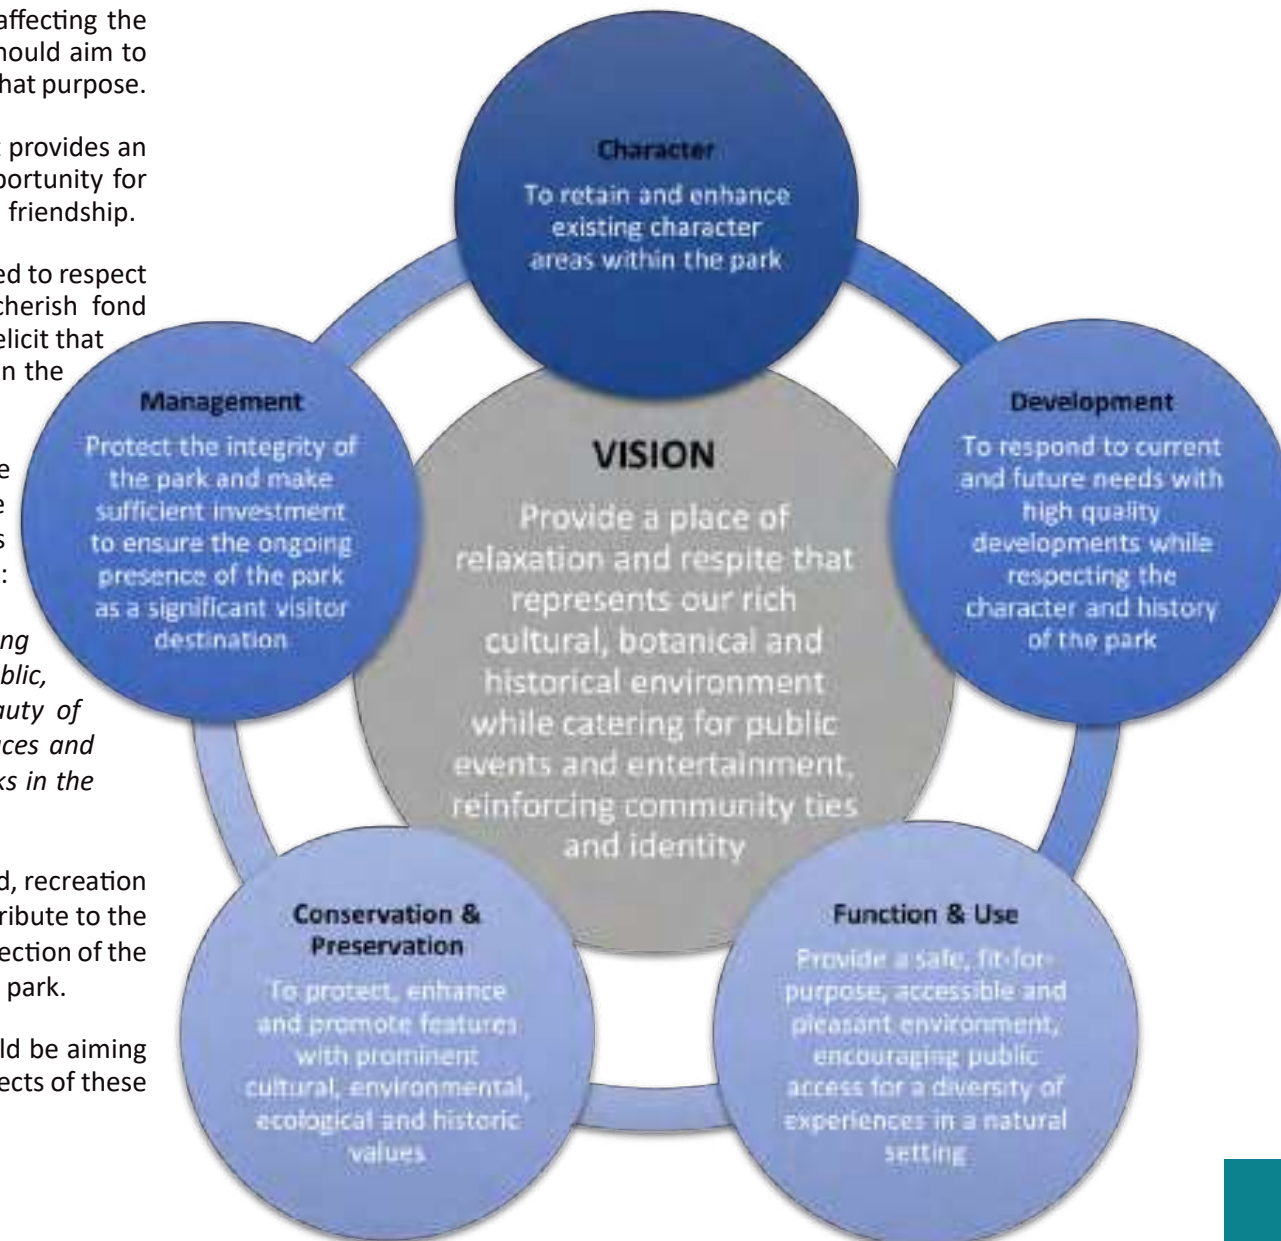 affecting the
hould aim to
hat purpose.
t provides an
portunity for
friendship.
ed to respect
cherish fond
elicit that
n the
e
e
s
:
ing
blic,
auty of
aces and
ks in the
d, recreation
tribute to the
ection of the
park.
ld be aiming
ects of these
Character
To retain and enhance
existing character
areas within the park
Management
Protect the integrity of
the park and make
sufficient investment
to ensure the ongoing
presence of the park
as a significant visitor
destination
VISION
Provide a place of
relaxation and respite that
represents our rich
cultural, botanical and
historical environment
while catering for public
events and entertainment,
reinforcing community ties
and identity
Development
To respond to current
and future needs with
high quality
developments while
respecting the
character and history
of the park
Conservation &
Preservation
To protect, enhance
and promote features
with prominent
cultural, environmental,
ecological and historic
values
Function & Use
Provide a safe, fit-for-
purpose, accessible and
pleasant environment,
encouraging public
access for a diversity of
experiences in a natural
setting